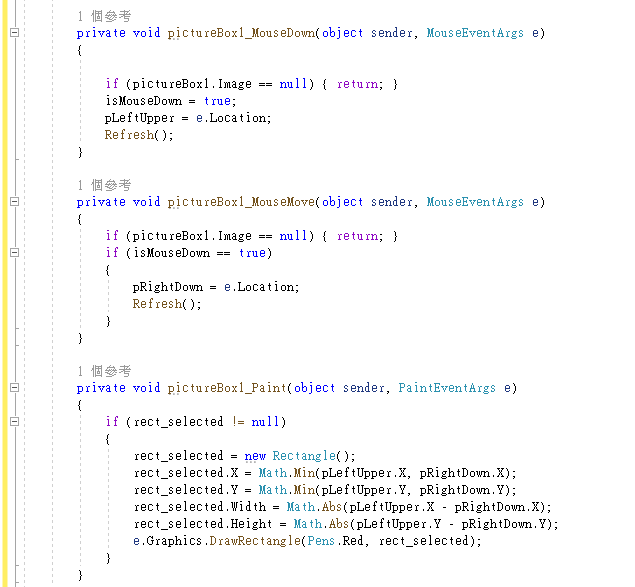 1 個參考
private void pictureBox1_MouseDown(object sender, MouseEventArgs e)
{
if (pictureBox1.Image == null) { return; }
isMouseDown = true;
pLeftUpper = e.Location;
Refresh();
}
1 個參考
private void pictureBox1_MouseMove(object sender, MouseEventArgs e)
{
if (pictureBox1.Image == null) { return; }
if (isMouseDown == true)
{
pRightDown = e.Location;
Refresh();
}
}
1 個參考
private void pictureBox1_Paint(object sender, PaintEventArgs e)
{
if (rect_selected != null)
{
rect_selected = new Rectangle();
rect_selected.X = Math.Min(pLeftUpper.X, pRightDown.X);
rect_selected.Y = Math.Min(pLeftUpper.Y, pRightDown.Y);
rect_selected.Width = Math.Abs(pLeftUpper.X - pRightDown.X);
rect_selected.Height = Math.Abs(pLeftUpper.Y - pRightDown.Y);
e.Graphics.DrawRectangle(Pens.Red, rect_selected);
}
}